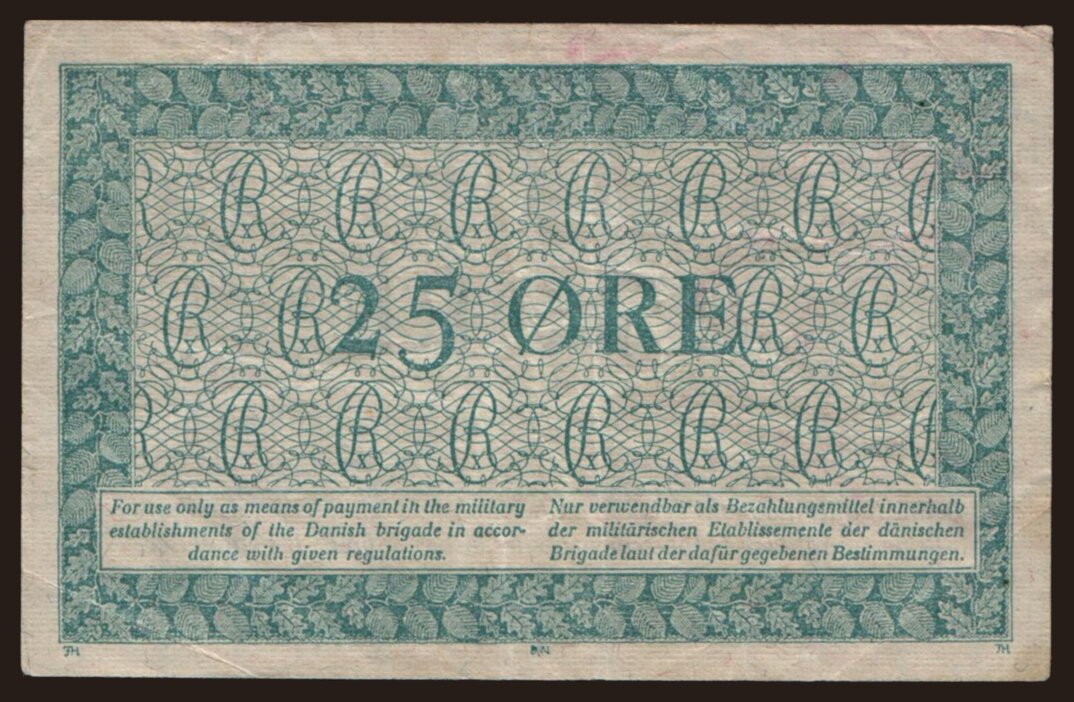 25 ØRE
For use only as means of payment in the military
establishments of the Danish brigade in accor-
dance with given regulations.
Nur verwendbar als Bezahlungsmittel innerhalb
der militärischen Etablissemente der dänischen
Brigade laut der dafür gegebenen Bestimmungen.